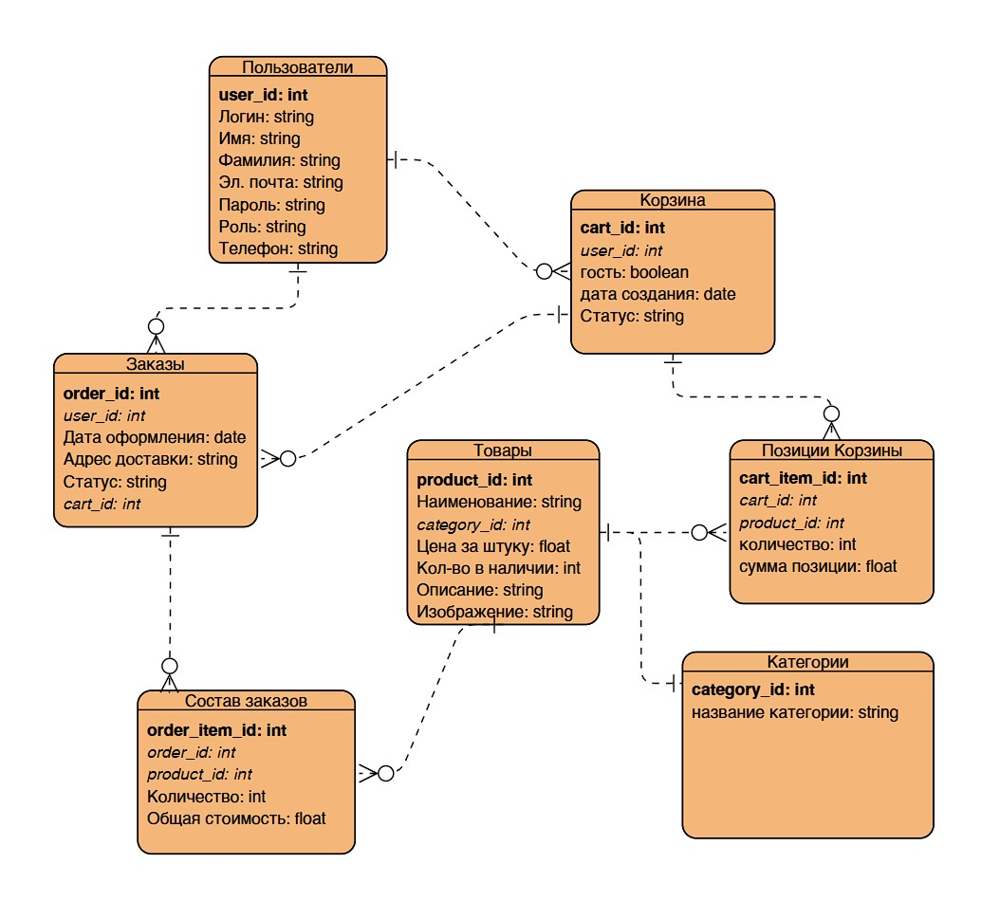 Пользователи
user_id: int
Логин: string
Имя: string
Фамилия: string
Эл. почта: string
Пароль: string
Роль: string
Телефон: string
Корзина
cart_id: int
user_id: int
гость: boolean
дата создания: date
Статус: string
Заказы
order_id: int
user_id: int
Дата оформления: date
Адрес доставки: string
Статус: string
cart_id: int
Товары
product_id: int
Наименование: string
category_id: int
Цена за штуку: float
Кол-во в наличии: int
Описание: string
Изображение: string
Позиции Корзины
cart_item_id: int
cart_id: int
product_id: int
количество: int
сумма позиции: float
Категории
category_id: int
название категории: string
Состав заказов
order_item_id: int
order_id: int
product_id: int
Количество: int
Общая стоимость: float